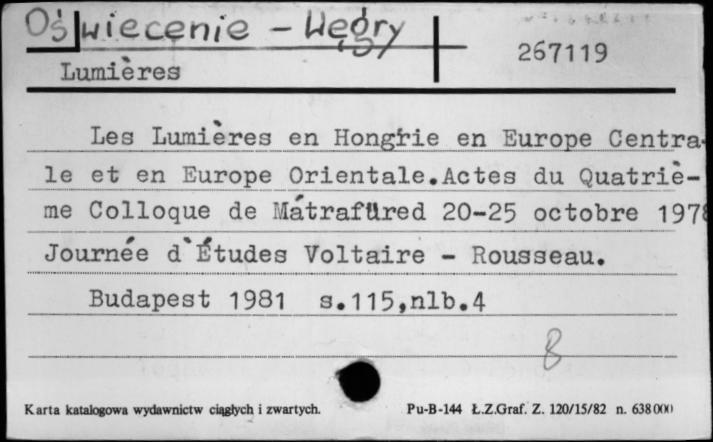 Oświecenie - Węgry
267119
Lumières
Les Lumières en Hongrie en Europe Centra-
le et en Europe Orientale.Actes du Quatriè-
me Colloque de Mátrafüred 20-25 octobre 1978
Journée d'Études Voltaire - Rousseau.
Budapest 1981 s.115,nlb.4
B
Karta katalogowa wydawnictw ciągłych i zwartych.
Pu-B-144 Ł.Z.Graf. Z. 120/15/82 n. 638000